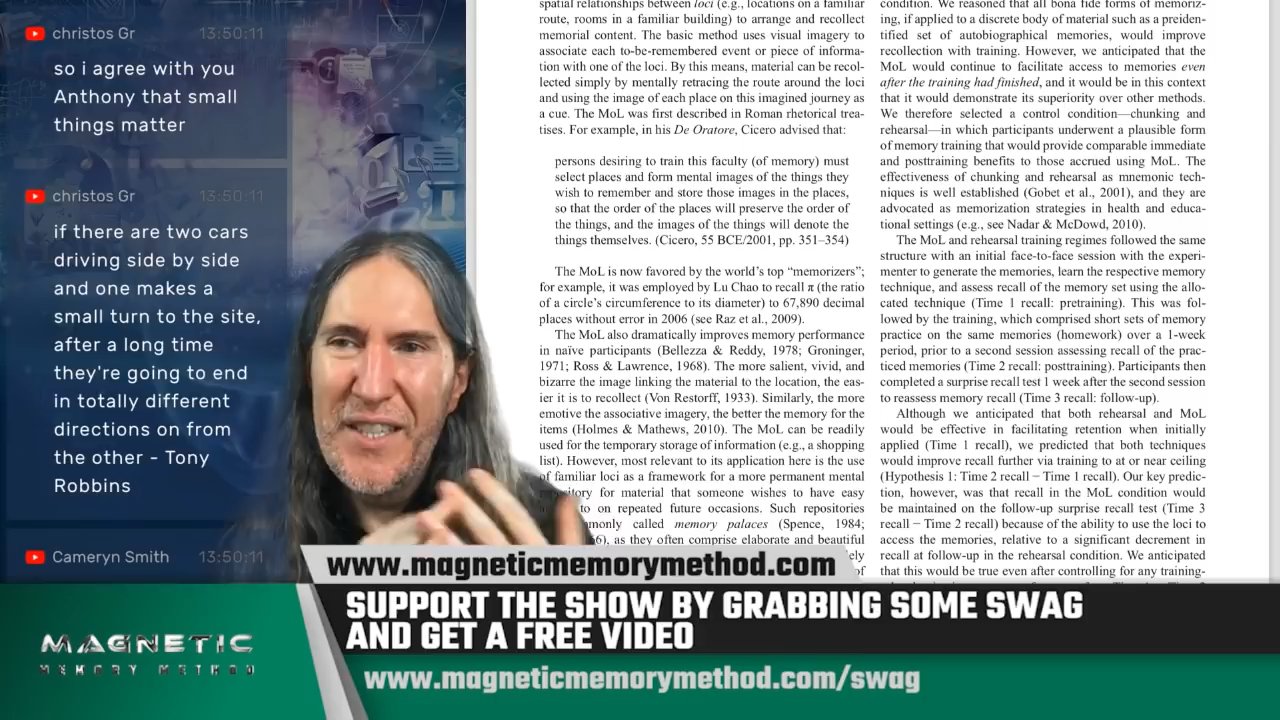 christos Gr 13:50:11
so i agree with you
Anthony that small
things matter
christos Gr 13:50:11
if there are two cars
driving side by side
and one makes a
small turn to the site,
after a long time
they're going to end
in totally different
directions on from
the other - Tony
Robbins
Cameryn Smith 13:50:11
spatial relationships between loci (e.g., locations on a familiar
route, rooms in a familiar building) to arrange and recollect
memorial content. The basic method uses visual imagery to
associate each to-be-remembered event or piece of informa-
tion with one of the loci. By this means, material can be recol-
lected simply by mentally retracing the route around the loci
and using the image of each place on this imagined journey as
a cue. The MoL was first described in Roman rhetorical trea-
tises. For example, in his De Oratore, Cicero advised that:
persons desiring to train this faculty (of memory) must
select places and form mental images of the things they
wish to remember and store those images in the places,
so that the order of the places will preserve the order of
the things, and the images of the things will denote the
things themselves. (Cicero, 55 BCE/2001, pp. 351–354)
The MoL is now favored by the world's top “memorizers”;
for example, it was employed by Lu Chao to recall π (the ratio
of a circle's circumference to its diameter) to 67,890 decimal
places without error in 2006 (see Raz et al., 2009).
The MoL also dramatically improves memory performance
in naïve participants (Bellezza & Reddy, 1978; Groninger,
1971; Ross & Lawrence, 1968). The more salient, vivid, and
bizarre the image linking the material to the location, the eas-
ier it is to recollect (Von Restorff, 1933). Similarly, the more
emotive the associative imagery, the better the memory for the
items (Holmes & Mathews, 2010). The MoL can be readily
used for the temporary storage of information (e.g., a shopping
list). However, most relevant to its application here is the use
of familiar loci as a framework for a more permanent mental
for material that someone wishes to have easy
to on repeated future occasions. Such repositories
called memory palaces (Spence, 1984;
as they often comprise elaborate and beautiful
of
condition. We reasoned that all bona fide forms of memoriz-
ing, if applied to a discrete body of material such as a preiden-
tified set of autobiographical memories, would improve
recollection with training. However, we anticipated that the
MoL would continue to facilitate access to memories even
after the training had finished, and it would be in this context
that it would demonstrate its superiority over other methods.
We therefore selected a control condition—chunking and
rehearsal—in which participants underwent a plausible form
of memory training that would provide comparable immediate
and posttraining benefits to those accrued using MoL. The
effectiveness of chunking and rehearsal as mnemonic tech-
niques is well established (Gobet et al., 2001), and they are
advocated as memorization strategies in health and educa-
tional settings (e.g., see Nadar & McDowd, 2010).
The MoL and rehearsal training regimes followed the same
structure with an initial face-to-face session with the experi-
menter to generate the memories, learn the respective memory
technique, and assess recall of the memory set using the allo-
cated technique (Time 1 recall: pretraining). This was fol-
lowed by the training, which comprised short sets of memory
practice on the same memories (homework) over a 1-week
period, prior to a second session assessing recall of the prac-
ticed memories (Time 2 recall: posttraining). Participants then
completed a surprise recall test 1 week after the second session
to reassess memory recall (Time 3 recall: follow-up).
Although we anticipated that both rehearsal and MoL
would be effective in facilitating retention when initially
applied (Time 1 recall), we predicted that both techniques
would improve recall further via training to at or near ceiling
(Hypothesis 1: Time 2 recall − Time 1 recall). Our key predic-
tion, however, was that recall in the MoL condition would
be maintained on the follow-up surprise recall test (Time 3
recall − Time 2 recall) because of the ability to use the loci to
access the memories, relative to a significant decrement in
recall at follow-up in the rehearsal condition. We anticipated
that this would be true even after controlling for any training-
www.magneticmemorymethod.com
SUPPORT THE SHOW BY GRABBING SOME SWAG
AND GET A FREE VIDEO
www.magneticmemorymethod.com/swag
MAGNETIC
MEMORY METHOD